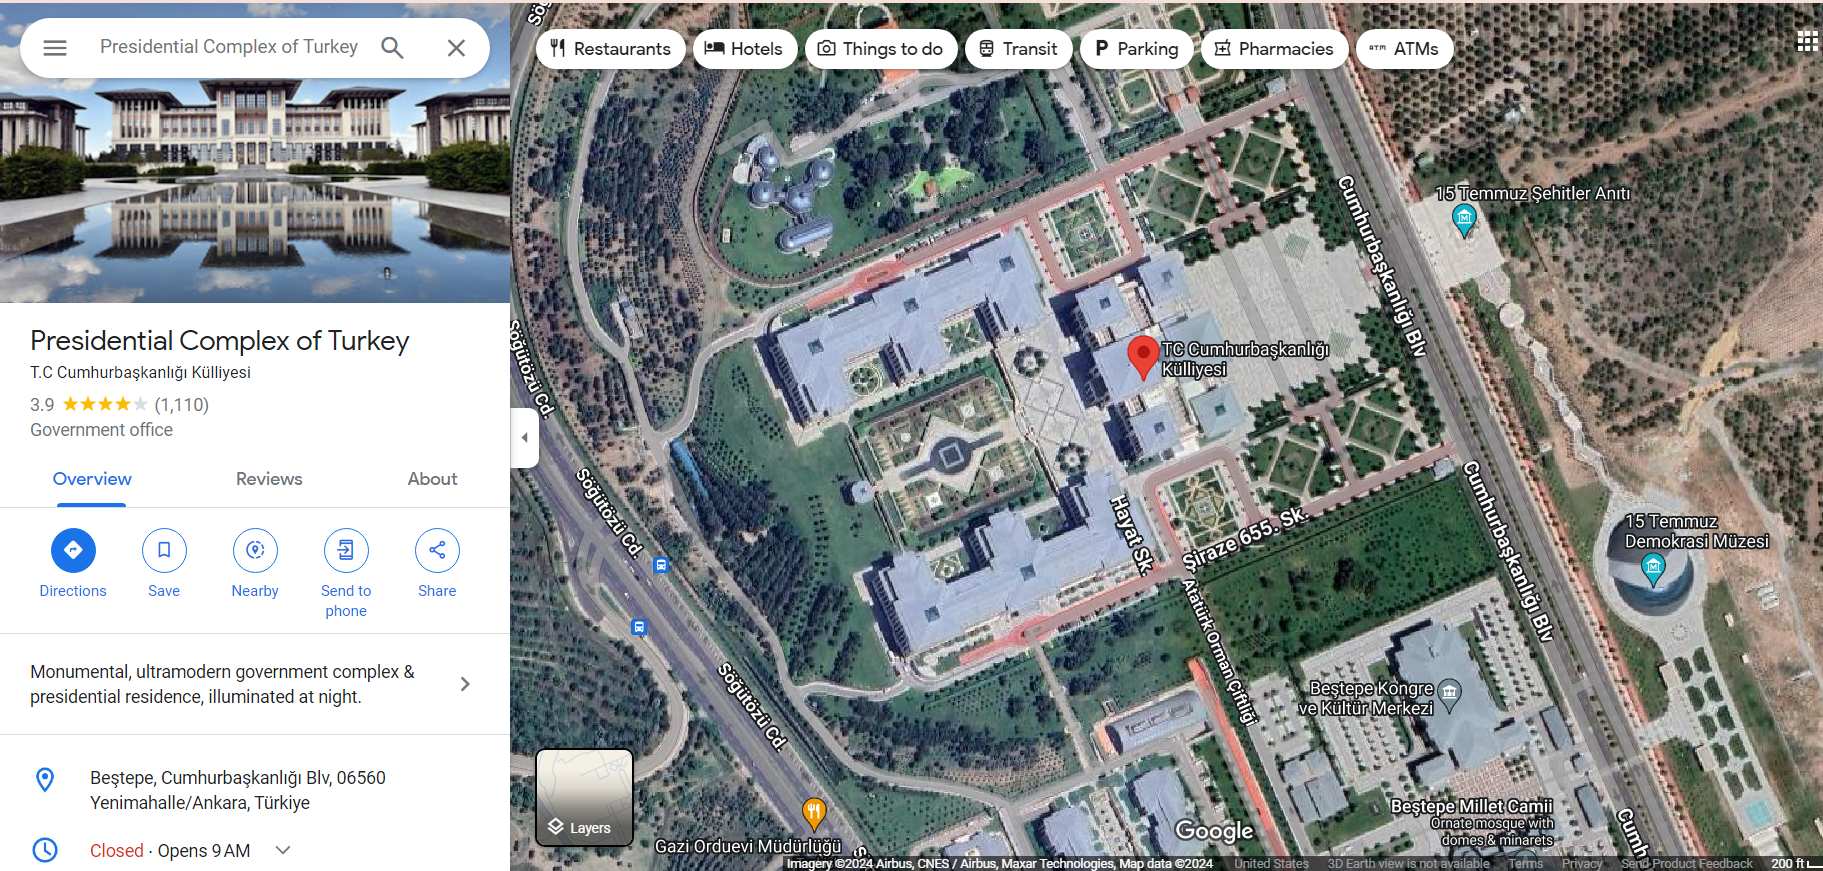 Presidential Complex of Turkey
Restaurants
Hotels
Things to do
Transit
Parking
Pharmacies
ATM
ATMs
Presidential Complex of Turkey
T.C Cumhurbaşkanlığı Külliyesi
3.9 (1,110)
Government office
Overview
Reviews
About
Directions
Save
Nearby
Send to
phone
Share
Monumental, ultramodern government complex &
presidential residence, illuminated at night.
Beştepe, Cumhurbaşkanlığı Blv, 06560
Yenimahalle/Ankara, Türkiye
Closed · Opens 9 AM
15 Temmuz Şehitler Anıtı
Cumhurbaşkanlığı Blv
TC Cumhurbaşkanlığı
Külliyesi
Söğütözü Cd.
Söğütözü Cd.
Hayat Sk.
Şiraze 655. Sk.
Cumhurbaşkanlığı Blv
15 Temmuz
Demokrasi Müzesi
Atatürk Orman Çiftliği
Söğütözü Cd.
Beştepe Kongre
ve Kültür Merkezi
Beştepe Millet Camii
Ornate mosque with
domes & minarets
Cumh
Gazi Orduevi Müdürlüğü
Layers
Google
Imagery ©2024 Airbus, CNES / Airbus, Maxar Technologies, Map data ©2024
United States
3D Earth view is not available
Terms
Privacy
Send Product Feedback
200 ft